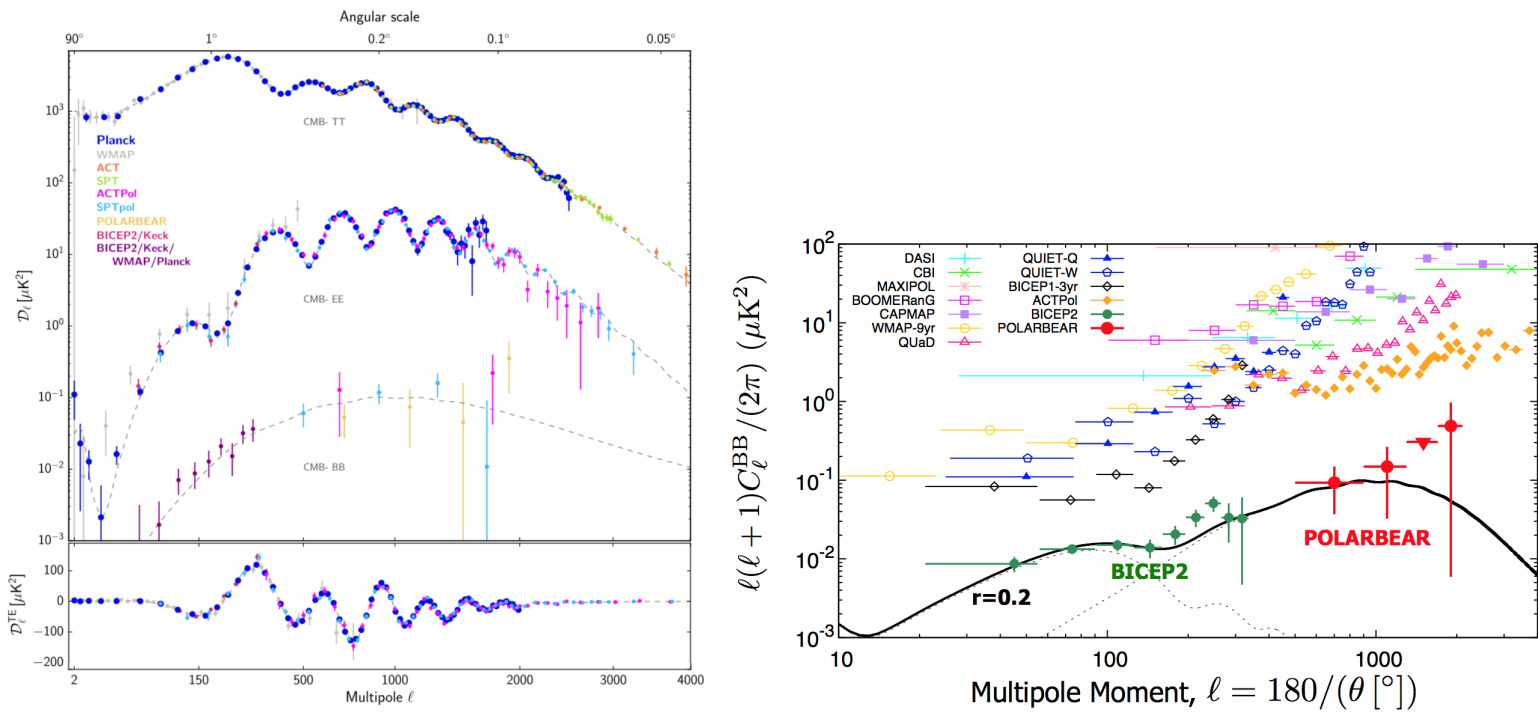 Angular scale
90° 1° 0.2° 0.1° 0.05°
10³
10²
10¹
10⁰
10⁻¹
10⁻²
10⁻³
𝒟ℓ [μK²]
CMB- TT
Planck
WMAP
ACT
SPT
ACTPol
SPTpol
POLARBEAR
BICEP2/Keck
BICEP2/Keck/
WMAP/Planck
CMB- EE
CMB- BB
100
0
-100
-200
𝒟ℓᵀᴱ [μK²]
2 150 500 1000 2000 3000 4000
Multipole ℓ
ℓ(ℓ + 1)Cℓᴮᴮ/(2π) (μK²)
10²
10¹
10⁰
10⁻¹
10⁻²
10⁻³
DASI
CBI
MAXIPOL
BOOMERanG
CAPMAP
WMAP-9yr
QUaD
QUIET-Q
QUIET-W
BICEP1-3yr
ACTPol
BICEP2
POLARBEAR
POLARBEAR
BICEP2
r=0.2
10 100 1000
Multipole Moment, ℓ = 180/(θ [°])